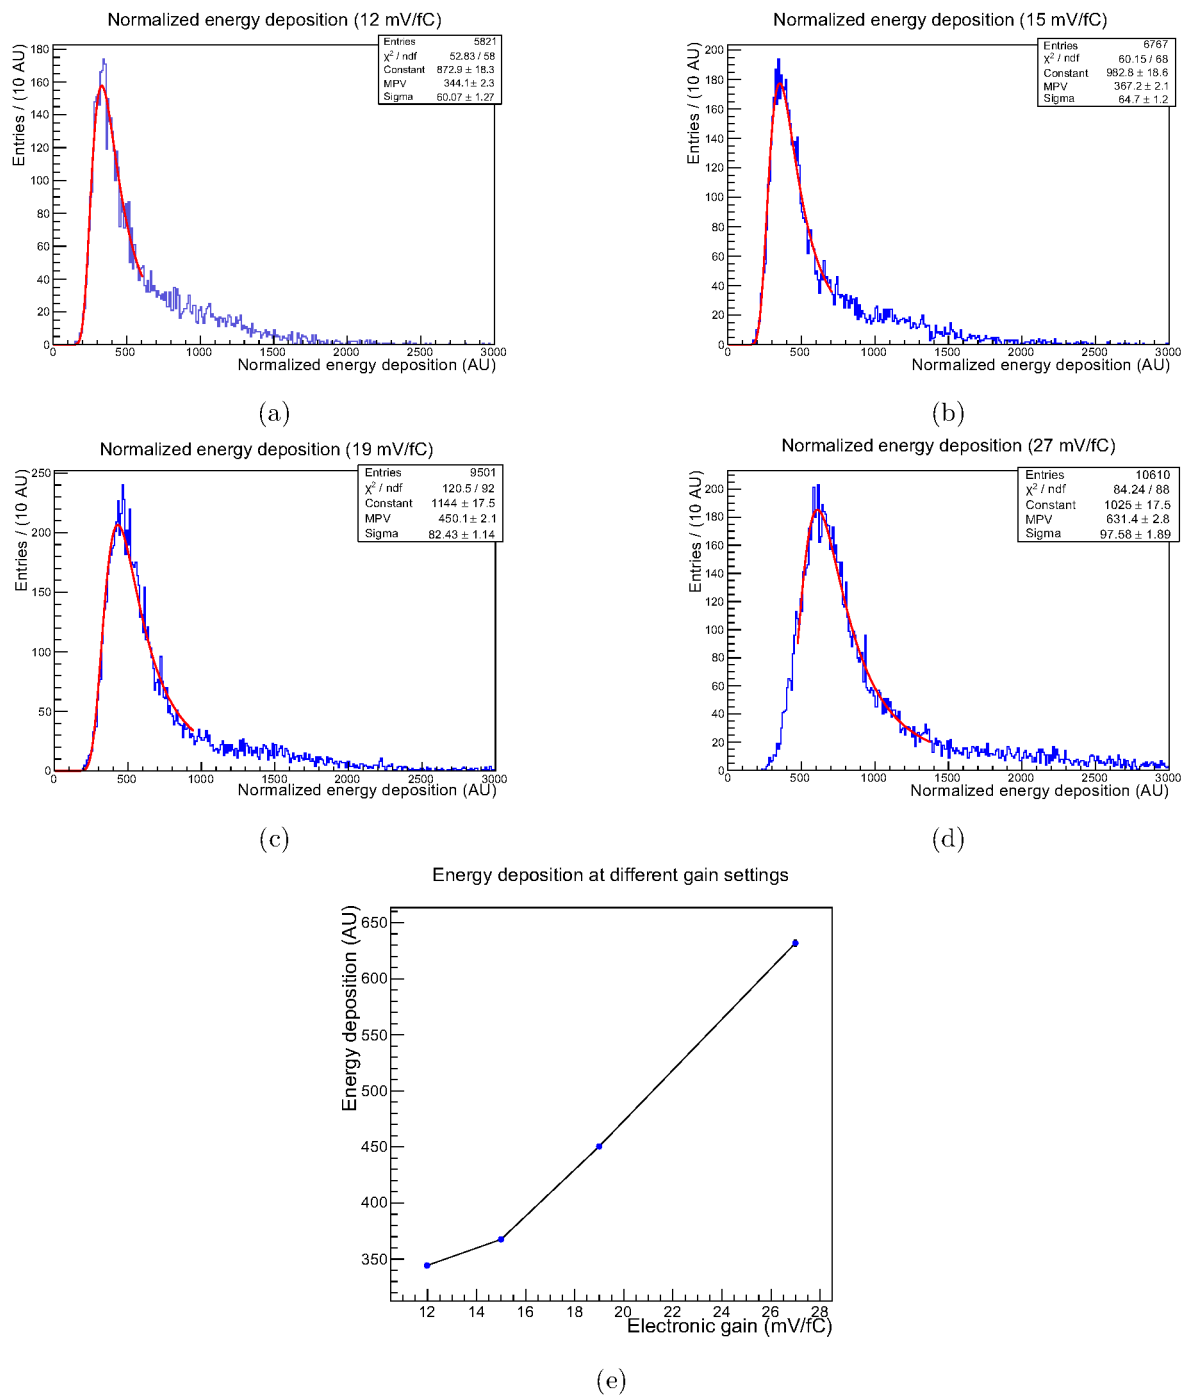 Normalized energy deposition (12 mV/fC)
Entries 5821
χ² / ndf 52.83 / 58
Constant 872.9 ± 18.3
MPV 344.1 ± 2.3
Sigma 60.07 ± 1.27
Entries / (10 AU)
180
160
140
120
100
80
60
40
20
0
0 500 1000 1500 2000 2500 3000
Normalized energy deposition (AU)
(a)
Normalized energy deposition (15 mV/fC)
Entries 6767
χ² / ndf 60.15 / 68
Constant 982.8 ± 18.6
MPV 367.2 ± 2.1
Sigma 64.7 ± 1.2
Entries / (10 AU)
200
180
160
140
120
100
80
60
40
20
0
0 500 1000 1500 2000 2500 3000
Normalized energy deposition (AU)
(b)
Normalized energy deposition (19 mV/fC)
Entries 9501
χ² / ndf 120.5 / 92
Constant 1144 ± 17.5
MPV 450.1 ± 2.1
Sigma 82.43 ± 1.14
Entries / (10 AU)
250
200
150
100
50
0
500 1000 1500 2000 2500 3000
Normalized energy deposition (AU)
(c)
Normalized energy deposition (27 mV/fC)
Entries 10610
χ² / ndf 84.24 / 88
Constant 1025 ± 17.5
MPV 631.4 ± 2.8
Sigma 97.58 ± 1.89
Entries / (10 AU)
200
180
160
140
120
100
80
60
40
20
0
0 500 1000 1500 2000 2500 3000
Normalized energy deposition (AU)
(d)
Energy deposition at different gain settings
Energy deposition (AU)
650
600
550
500
450
400
350
12 14 16 18 20 22 24 26 28
Electronic gain (mV/fC)
(e)